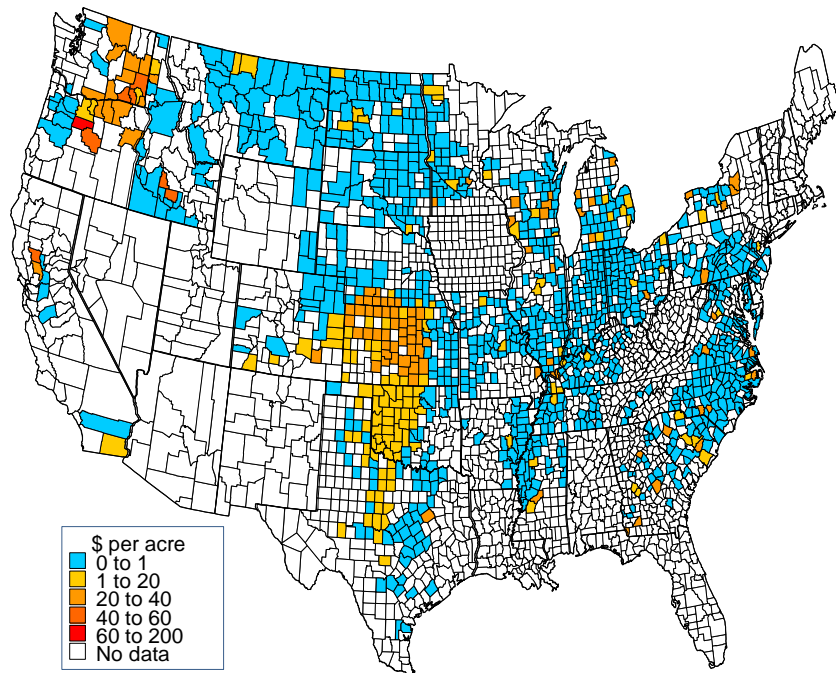 $ per acre
0 to 1
1 to 20
20 to 40
40 to 60
60 to 200
No data